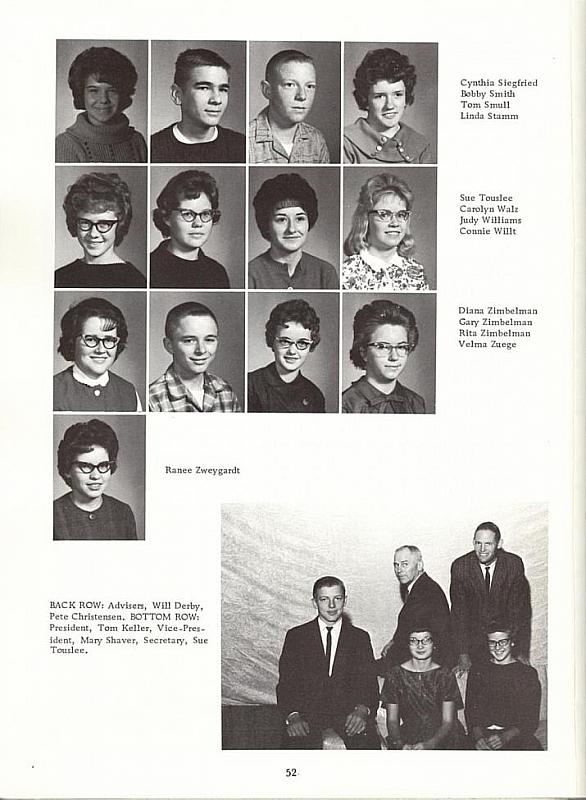 Cynthia Siegfried
Bobby Smith
Tom Smull
Linda Stamm
Sue Touslee
Carolyn Walz
Judy Williams
Connie Willt
Diana Zimbelman
Gary Zimbelman
Rita Zimbelman
Velma Zuege
Ranee Zweygardt
BACK ROW: Advisers, Will Derby,
Pete Christensen. BOTTOM ROW:
President, Tom Keller, Vice-Pres-
ident, Mary Shaver, Secretary, Sue
Touslee.
52